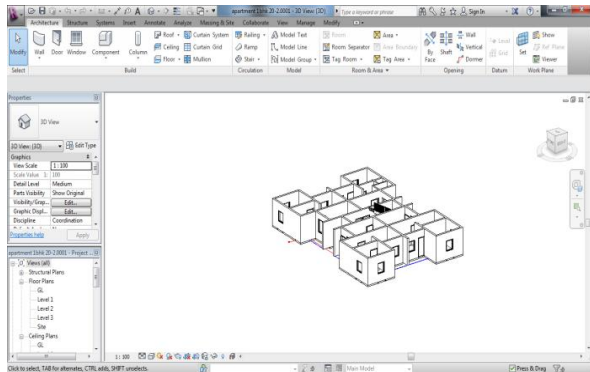 apartment 1bhk 20-2.0001 - 3D View: {3D}
Type a keyword or phrase
Sign In
Architecture Structure Systems Insert Annotate Analyze Massing & Site Collaborate View Manage Modify
Modify Wall Door Window Component Column
Roof Curtain System
Ceiling Curtain Grid
Floor Mullion
Railing
Ramp
Stair
Model Text
Model Line
Model Group
Room
Room Separator
Tag Room
Area
Area Boundary
Tag Area
By Face
Shaft
Wall
Vertical
Dormer
Level
Grid
Set
Show
Ref Plane
Viewer
Select Build Circulation Model Room & Area Opening Datum Work Plane
Properties
3D View
3D View: {3D} Edit Type
Graphics
View Scale 1 : 100
Scale Value 1: 100
Detail Level Medium
Parts Visibility Show Original
Visibility/Grap... Edit...
Graphic Displ... Edit...
Discipline Coordination
Properties help Apply
apartment 1bhk 20-2.0001 - Project ...
Views (all)
Structural Plans
Floor Plans
GL
Level 1
Level 2
Level 3
Site
Ceiling Plans
GL
1 : 100
Click to select, TAB for alternates, CTRL adds, SHIFT unselects.
:0
Main Model
Press & Drag